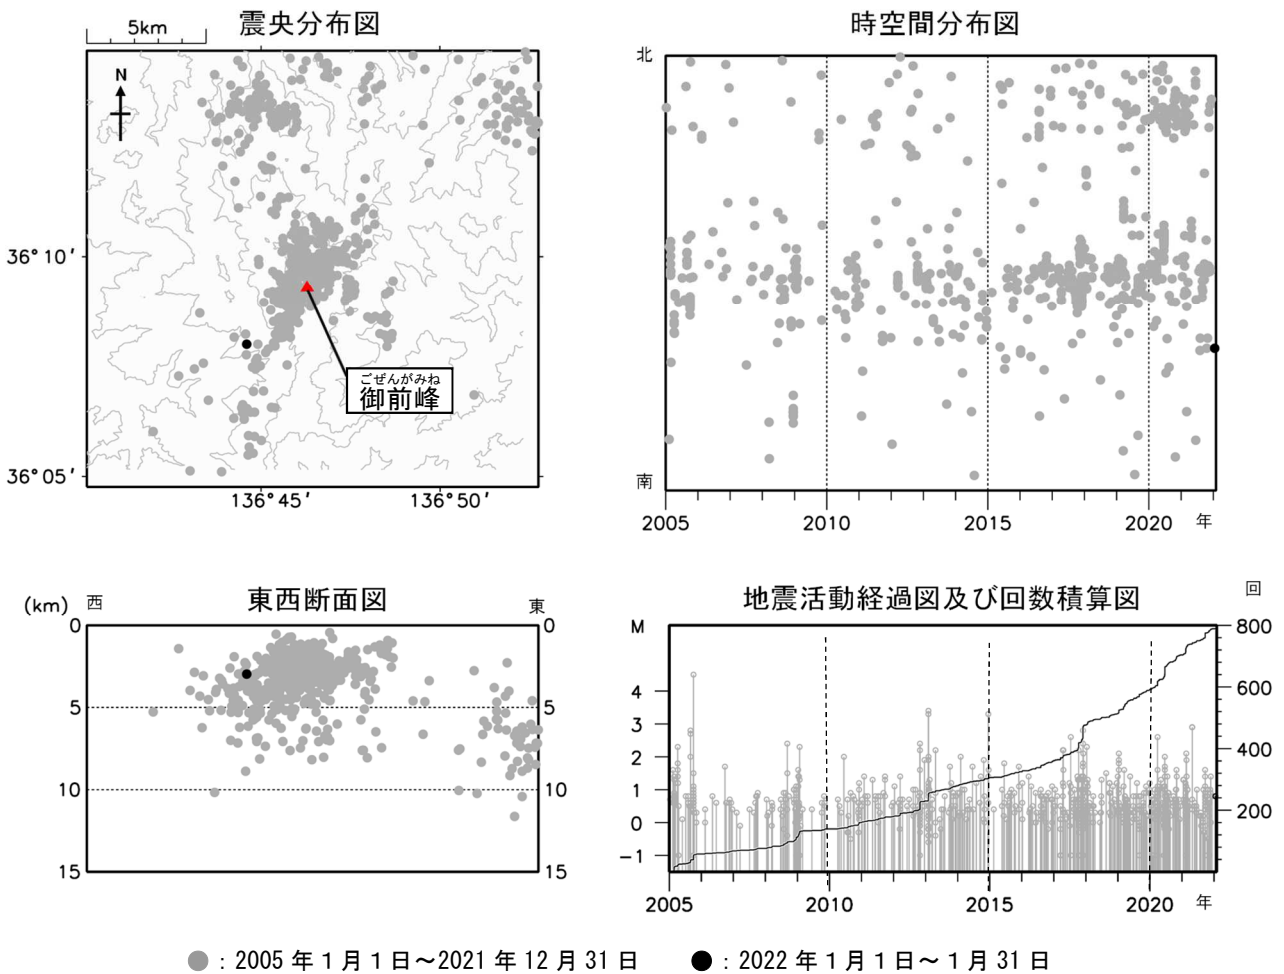 震央分布図
5km
N
36°10′
36°05′
136°45′
136°50′
ごぜんがみね
御前峰
時空間分布図
北
南
2005
2010
2015
2020
年
東西断面図
(km)
西
東
0
5
10
15
0
5
10
15
地震活動経過図及び回数積算図
回
M
4
3
2
1
0
−1
800
600
400
200
2005
2010
2015
2020
年
：2005 年 1 月 1 日～2021 年 12 月 31 日
：2022 年 1 月 1 日～ 1 月 31 日